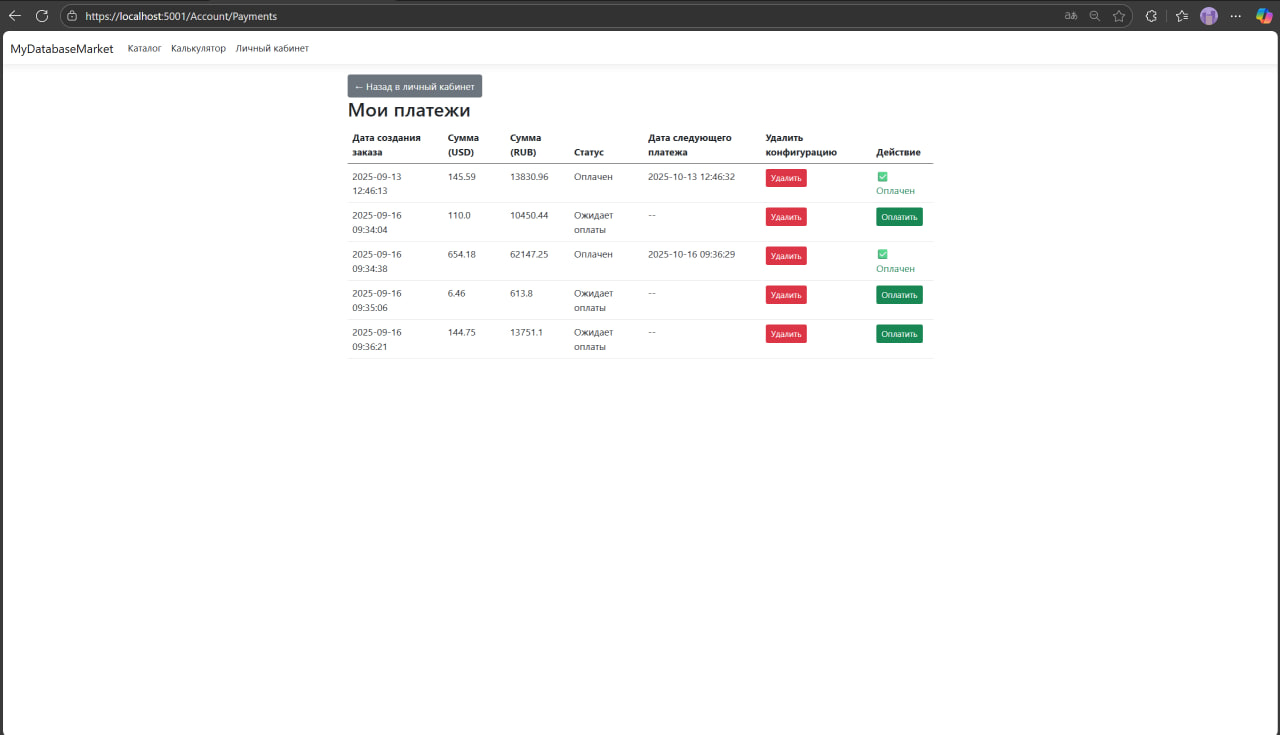 https://localhost:5001/Account/Payments
MyDatabaseMarket Каталог Калькулятор Личный кабинет
← Назад в личный кабинет
Мои платежи
Дата создания заказа Сумма (USD) Сумма (RUB) Статус Дата следующего платежа Удалить конфигурацию Действие
2025-09-13 12:46:13 145.59 13830.96 Оплачен 2025-10-13 12:46:32 Удалить ✅ Оплачен
2025-09-16 09:34:04 110.0 10450.44 Ожидает оплаты -- Удалить Оплатить
2025-09-16 09:34:38 654.18 62147.25 Оплачен 2025-10-16 09:36:29 Удалить ✅ Оплачен
2025-09-16 09:35:06 6.46 613.8 Ожидает оплаты -- Удалить Оплатить
2025-09-16 09:36:21 144.75 13751.1 Ожидает оплаты -- Удалить Оплатить